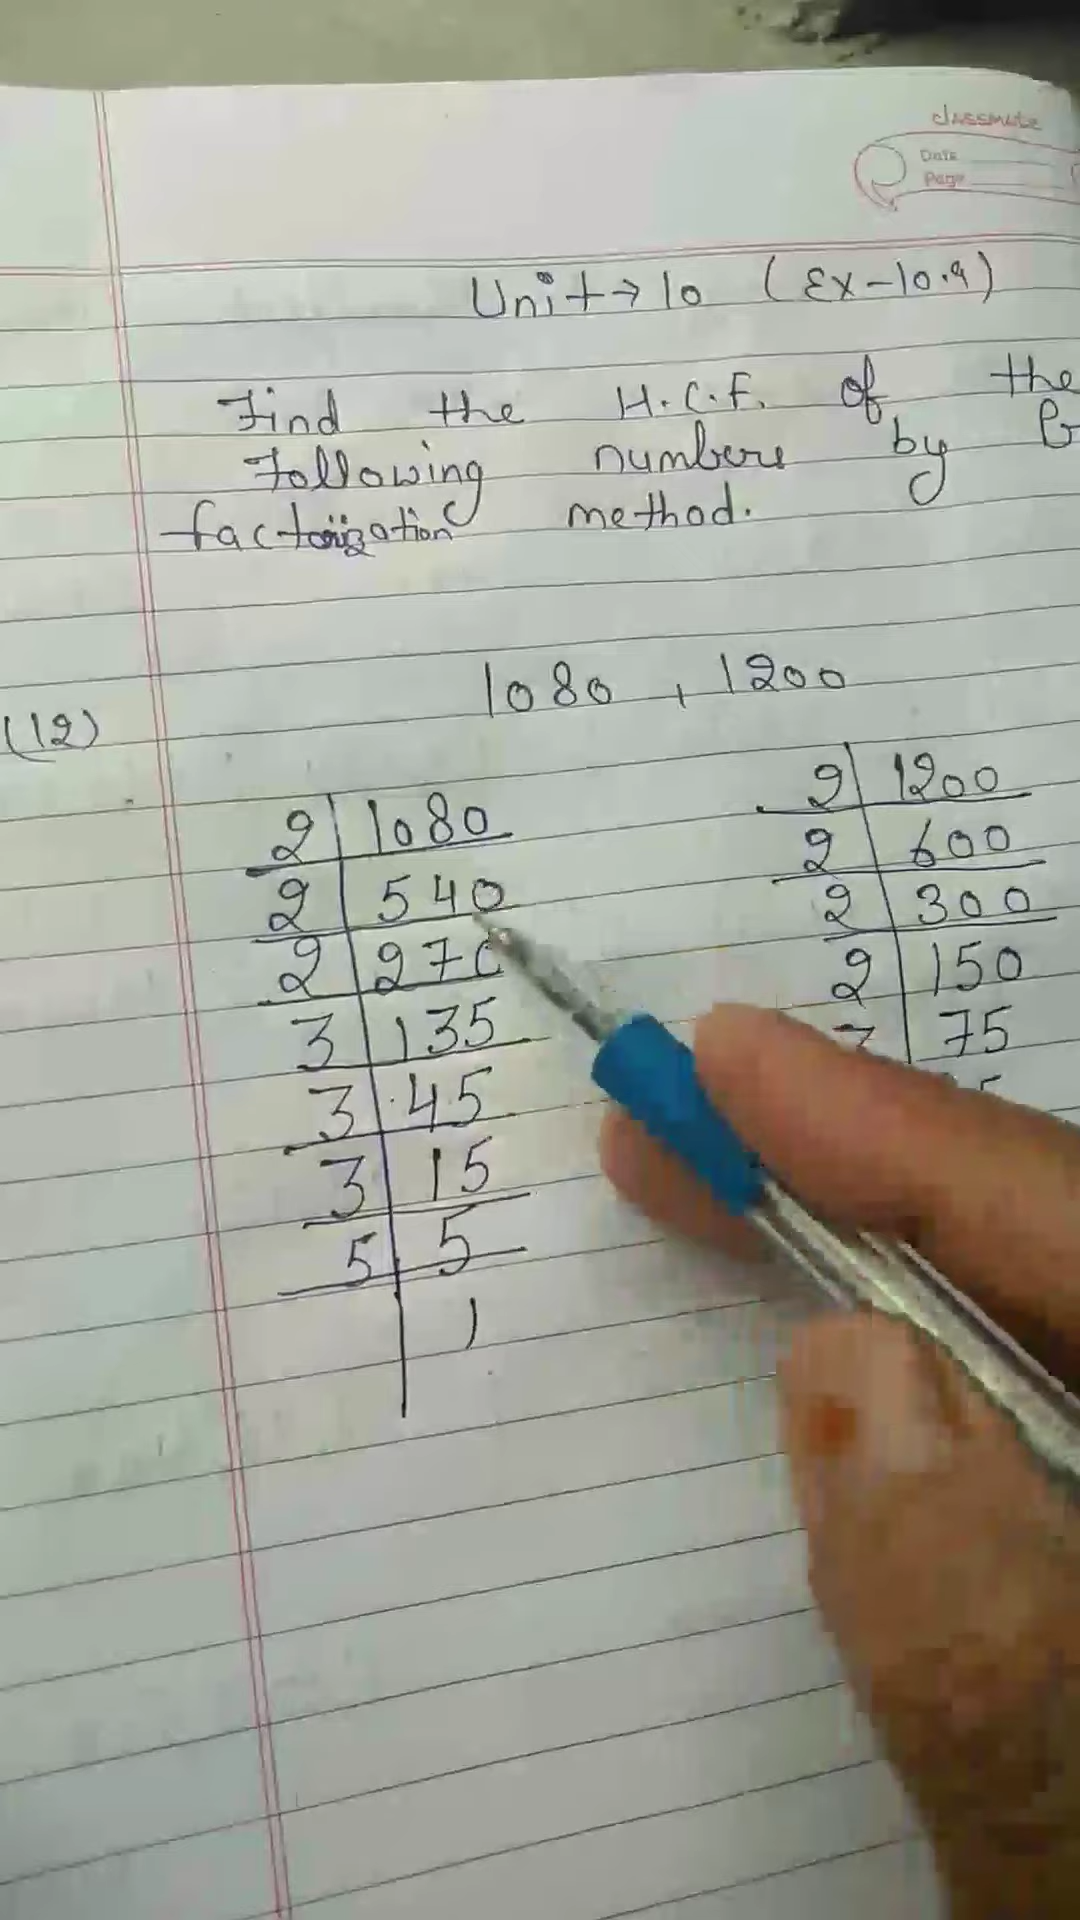 classmate
Date
Page
Unit → 10 (Ex-10.9)
Find the H.C.F. of the
following numbers by
factorization method.
(12) 1080 , 1200
2 | 1080
2 | 540
2 | 270
3 | 135
3 | 45
3 | 15
5 | 5
1
2 | 1200
2 | 600
2 | 300
2 | 150
75